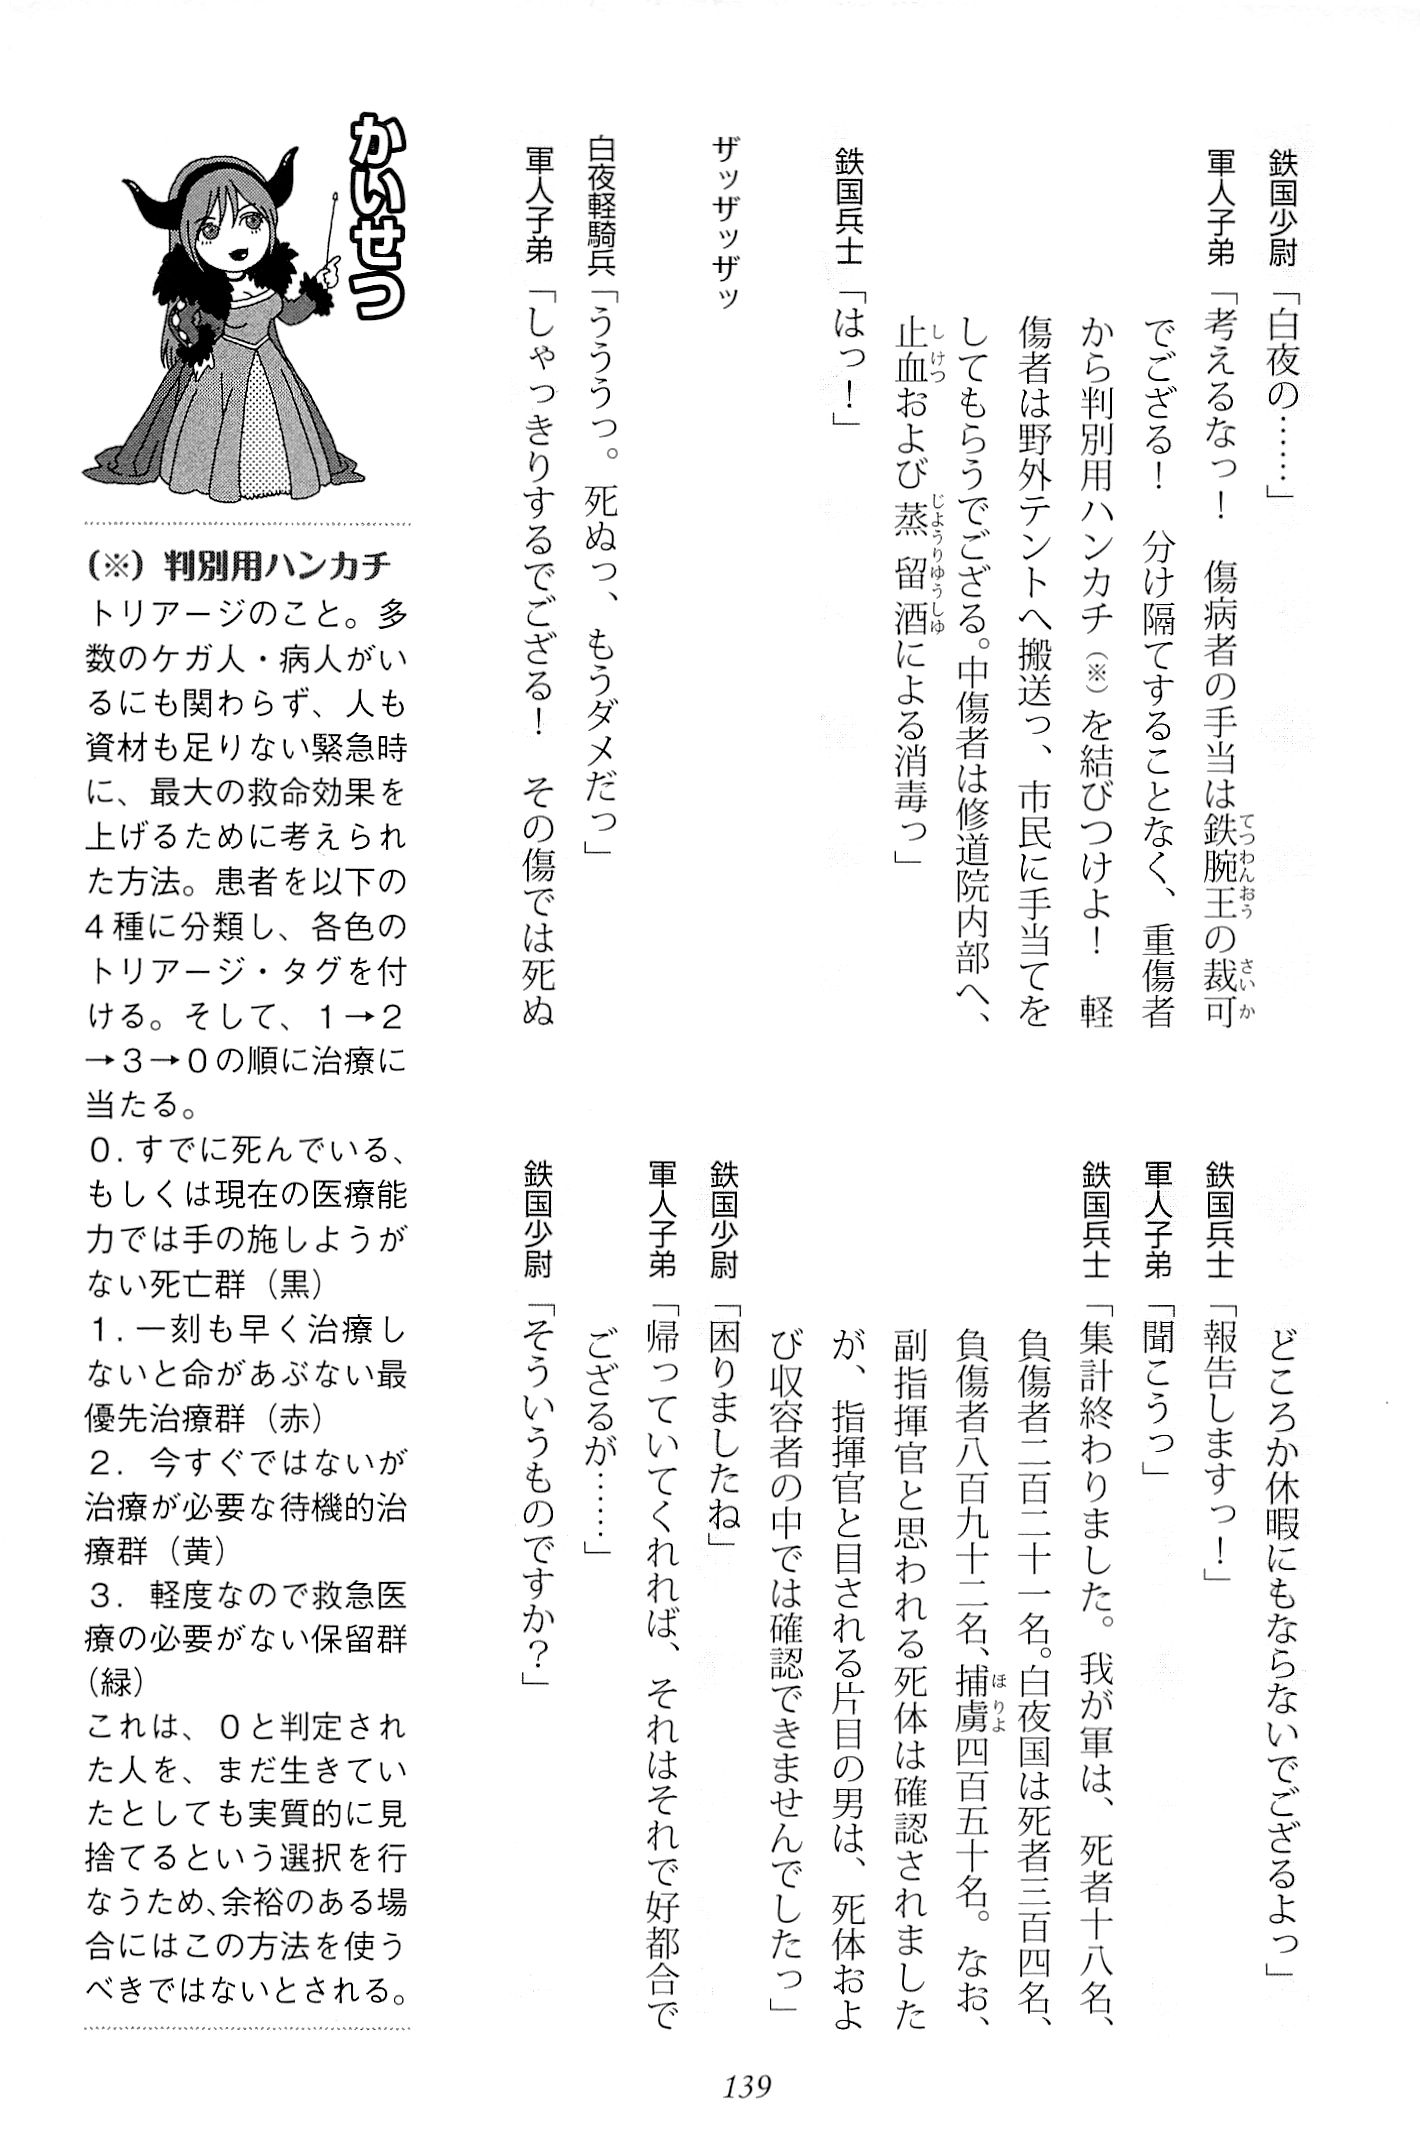 鉄国少尉「白夜の……」
軍人子弟「考えるなっ！　傷病者の手当は鉄腕王の裁可
でござる！　分け隔てすることなく、重傷者
から判別用ハンカチ（※）を結びつけよ！　軽
傷者は野外テントへ搬送っ、市民に手当てを
してもらうでござる。中傷者は修道院内部へ、
止血および蒸留酒による消毒っ」
鉄国兵士「はっ！」
ザッザッザッ
白夜軽騎兵「うううっ。死ぬっ、もうダメだっ」
軍人子弟「しゃっきりするでござる！　その傷では死ぬ
どころか休暇にもならないでござるよっ」
鉄国兵士「報告しますっ！」
軍人子弟「聞こうっ」
鉄国兵士「集計終わりました。我が軍は、死者十八名、
負傷者二百二十一名。白夜国は死者三百四名、
負傷者八百九十二名、捕虜四百五十名。なお、
副指揮官と思われる死体は確認されました
が、指揮官と目される片目の男は、死体およ
び収容者の中では確認できませんでしたっ」
鉄国少尉「困りましたね」
軍人子弟「帰っていてくれれば、それはそれで好都合で
ござるが……」
鉄国少尉「そういうものですか？」
かいせつ
（※）判別用ハンカチ
トリアージのこと。多
数のケガ人・病人がい
るにも関わらず、人も
資材も足りない緊急時
に、最大の救命効果を
上げるために考えられ
た方法。患者を以下の
４種に分類し、各色の
トリアージ・タグを付
ける。そして、１→２
→３→０の順に治療に
当たる。
０．すでに死んでいる、
もしくは現在の医療能
力では手の施しようが
ない死亡群（黒）
１．一刻も早く治療し
ないと命があぶない最
優先治療群（赤）
２．今すぐではないが
治療が必要な待機的治
療群（黄）
３．軽度なので救急医
療の必要がない保留群
（緑）
これは、０と判定され
た人を、まだ生きてい
たとしても実質的に見
捨てるという選択を行
なうため、余裕のある場
合にはこの方法を使う
べきではないとされる。
139